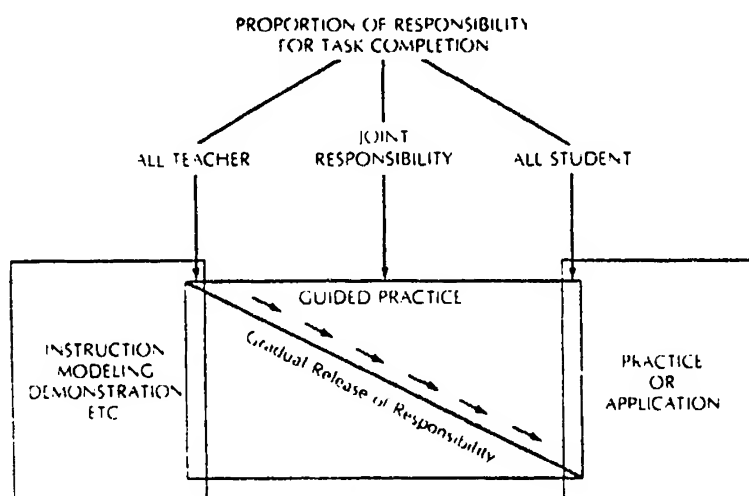 PROPORTION OF RESPONSIBILITY
FOR TASK COMPLETION
ALL TEACHER
JOINT
RESPONSIBILITY
ALL STUDENT
GUIDED PRACTICE
Gradual Release of Responsibility
INSTRUCTION
MODELING
DEMONSTRATION
ETC
PRACTICE
OR
APPLICATION